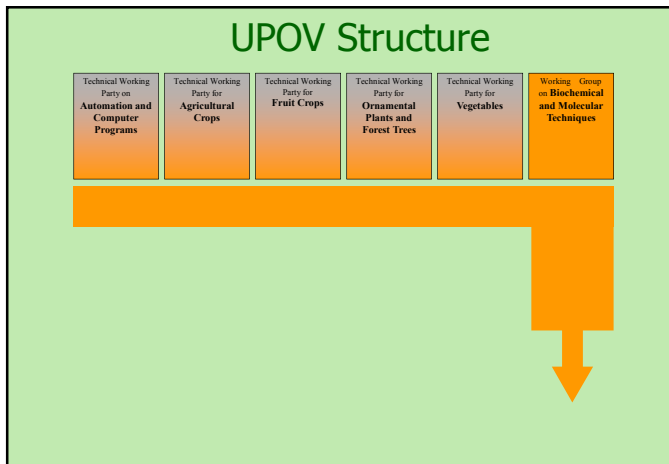 UPOV Structure
Technical Working
Party on
Automation and
Computer
Programs
Technical Working
Party for
Agricultural
Crops
Technical Working
Party for
Fruit Crops
Technical Working
Party for
Ornamental
Plants and
Forest Trees
Technical Working
Party for
Vegetables
Working Group
on Biochemical
and Molecular
Techniques